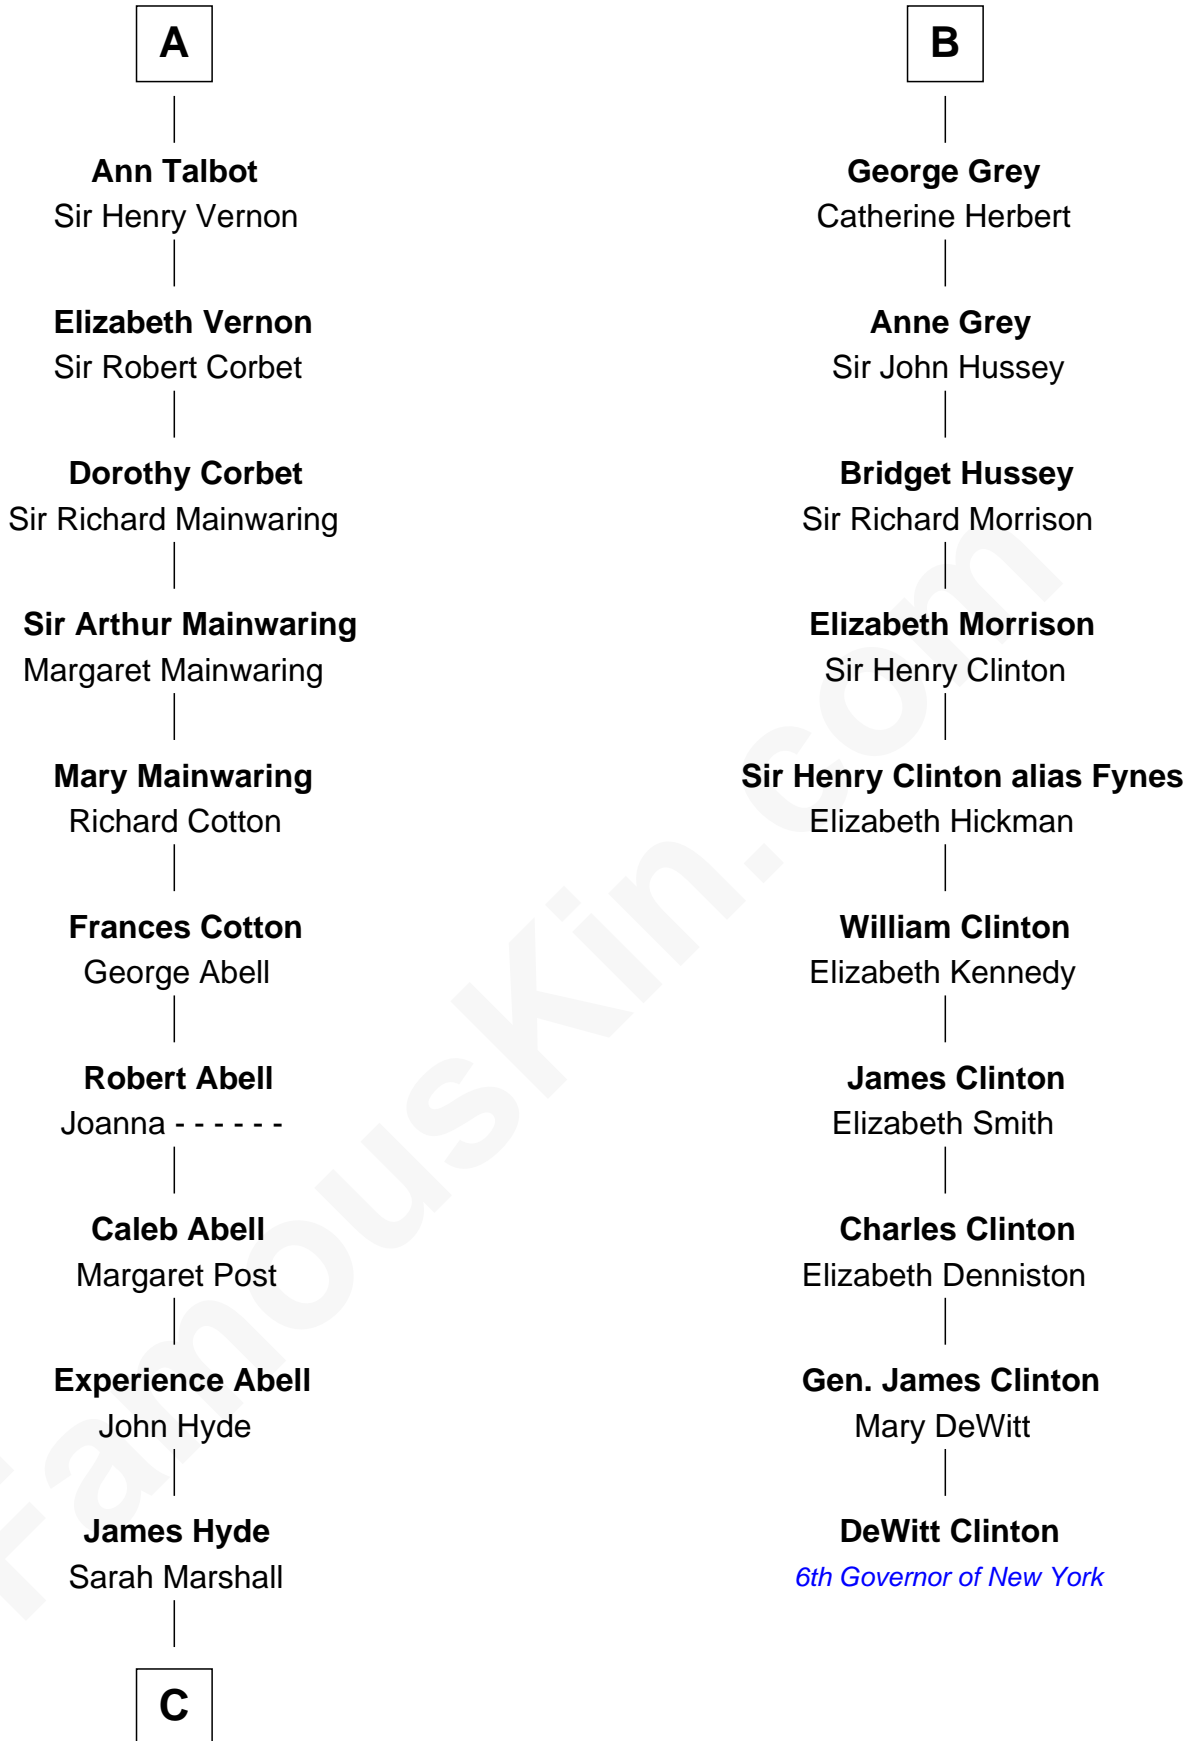 A
Ann Talbot
Sir Henry Vernon
Elizabeth Vernon
Sir Robert Corbet
Dorothy Corbet
Sir Richard Mainwaring
Sir Arthur Mainwaring
Margaret Mainwaring
Mary Mainwaring
Richard Cotton
Frances Cotton
George Abell
Robert Abell
Joanna - - - - - -
Caleb Abell
Margaret Post
Experience Abell
John Hyde
James Hyde
Sarah Marshall
C
B
George Grey
Catherine Herbert
Anne Grey
Sir John Hussey
Bridget Hussey
Sir Richard Morrison
Elizabeth Morrison
Sir Henry Clinton
Sir Henry Clinton alias Fynes
Elizabeth Hickman
William Clinton
Elizabeth Kennedy
James Clinton
Elizabeth Smith
Charles Clinton
Elizabeth Denniston
Gen. James Clinton
Mary DeWitt
DeWitt Clinton
6th Governor of New York
FamousKin.com